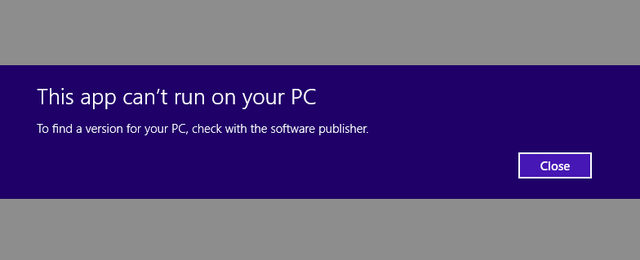 This app can’t run on your PC
To find a version for your PC, check with the software publisher.
Close